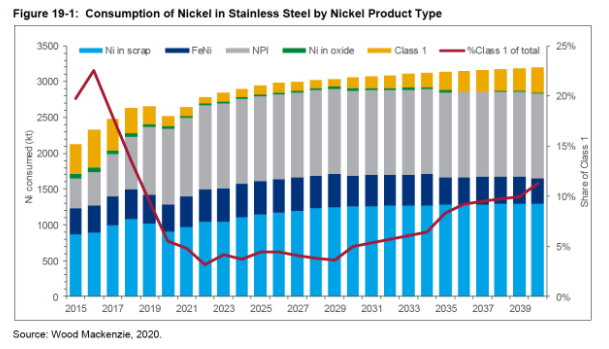 Figure 19-1: Consumption of Nickel in Stainless Steel by Nickel Product Type
3500
3000
2500
2000
1500
1000
500
0
Ni consumed (kt)
Ni in scrap
FeNi
NPI
Ni in oxide
Class 1
%Class 1 of total
25%
20%
15%
10%
5%
0%
Share of Class 1
2015 2017 2019 2021 2023 2025 2027 2029 2031 2033 2035 2037 2039
Source: Wood Mackenzie, 2020.